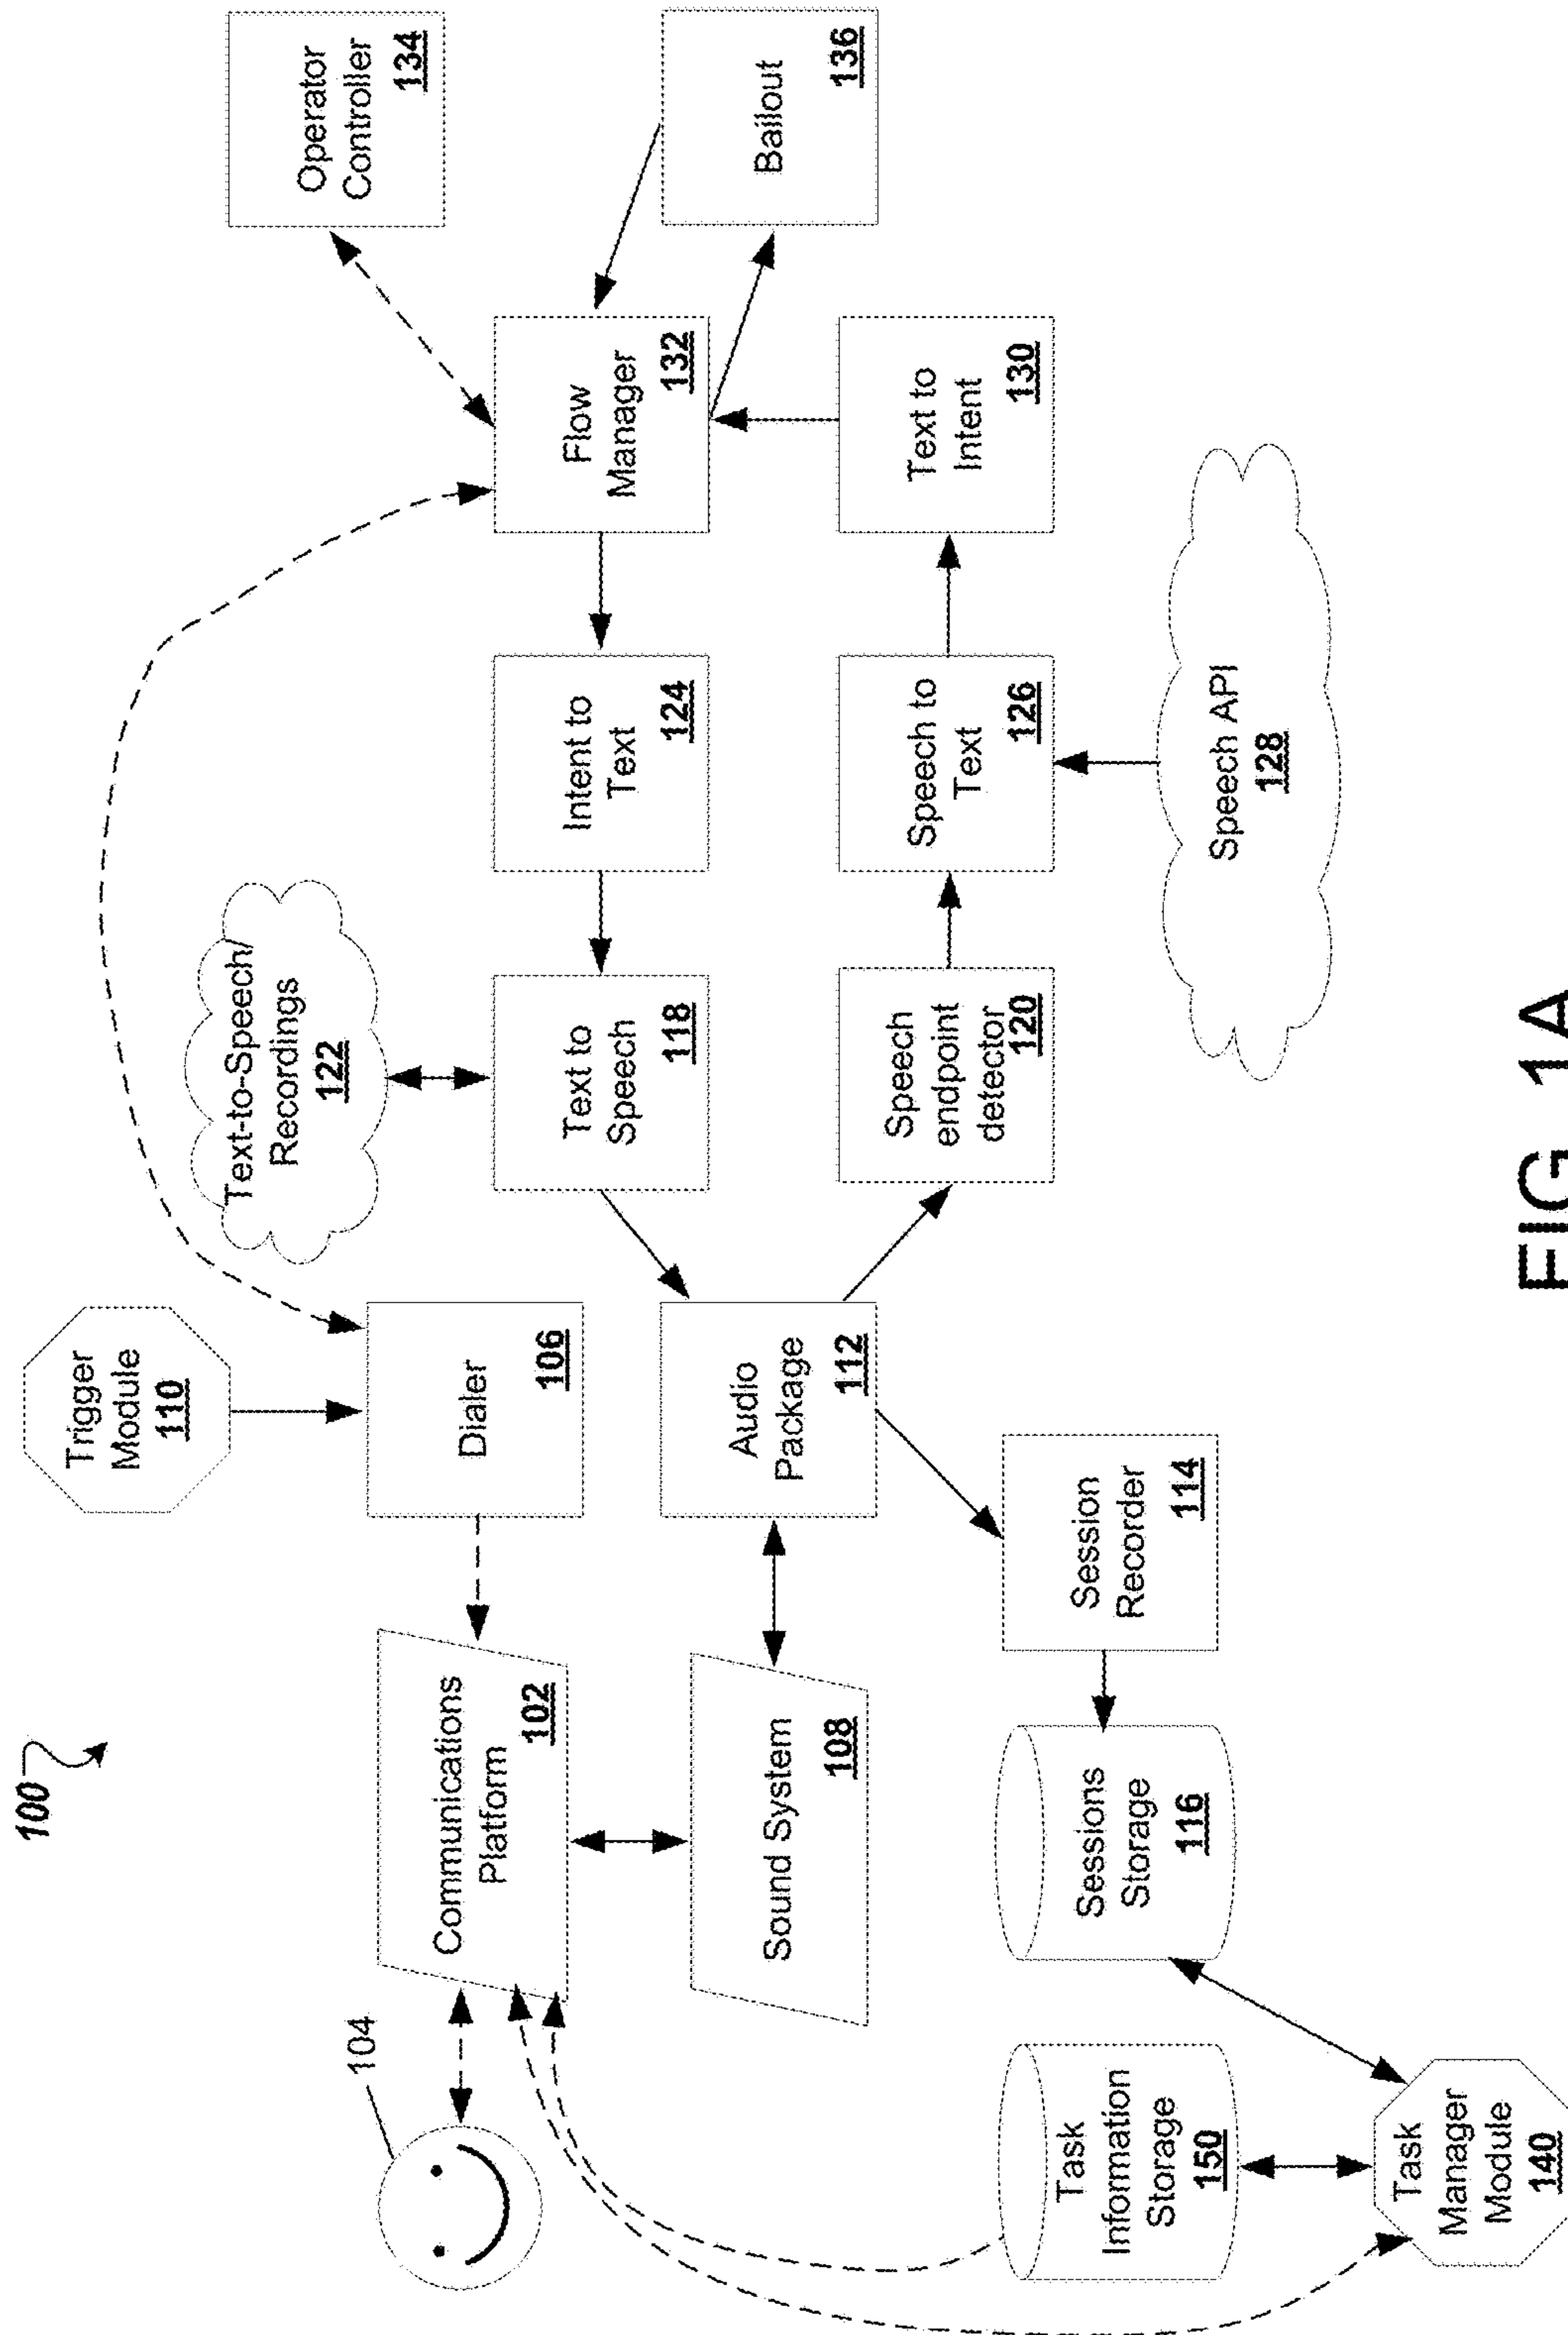 100
104
Communications
Platform
102
Sound System
108
Task
Information
Storage
150
Task
Manager
Module
140
Sessions
Storage
116
Session
Recorder
114
Trigger
Module
110
Dialer
106
Audio
Package
112
Text-to-Speech/
Recordings
122
Text to
Speech
118
Speech
endpoint
detector
120
Intent to
Text
124
Speech to
Text
126
Speech API
128
Flow
Manager
132
Text to
Intent
130
Operator
Controller
134
Bailout
136
FIG. 1A